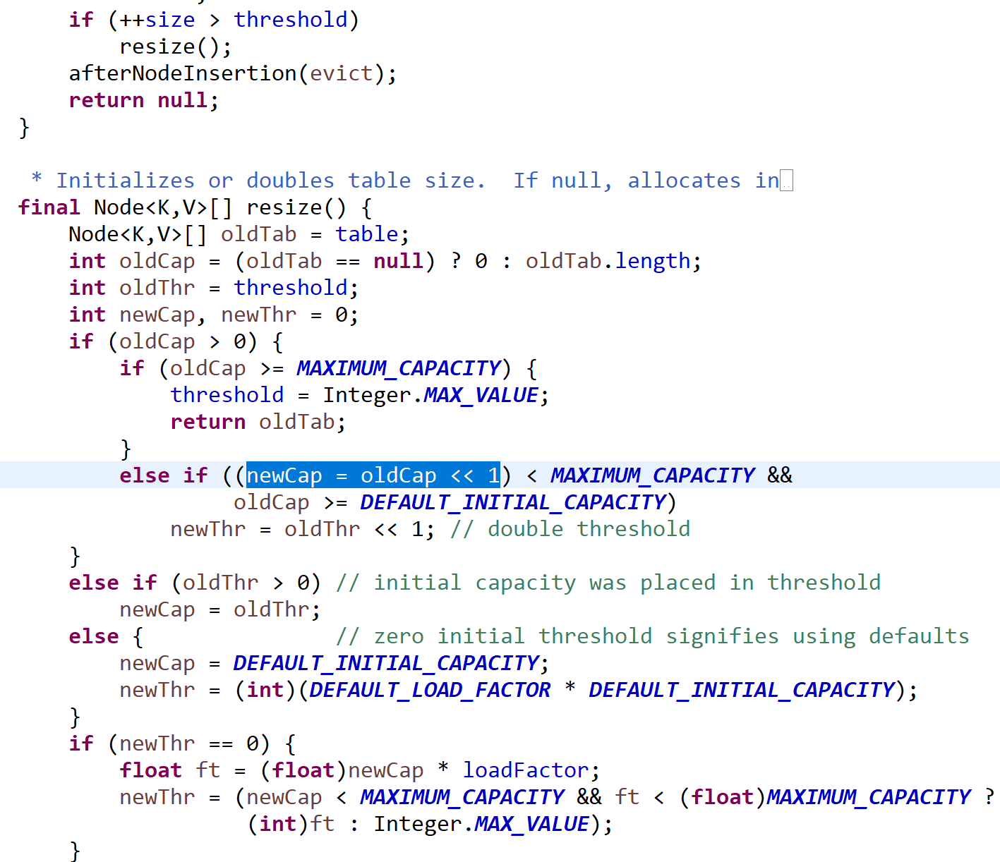 if (++size > threshold)
resize();
afterNodeInsertion(evict);
return null;
}
* Initializes or doubles table size.  If null, allocates in
final Node<K,V>[] resize() {
Node<K,V>[] oldTab = table;
int oldCap = (oldTab == null) ? 0 : oldTab.length;
int oldThr = threshold;
int newCap, newThr = 0;
if (oldCap > 0) {
if (oldCap >= MAXIMUM_CAPACITY) {
threshold = Integer.MAX_VALUE;
return oldTab;
}
else if ((newCap = oldCap << 1) < MAXIMUM_CAPACITY &&
oldCap >= DEFAULT_INITIAL_CAPACITY)
newThr = oldThr << 1; // double threshold
}
else if (oldThr > 0) // initial capacity was placed in threshold
newCap = oldThr;
else {               // zero initial threshold signifies using defaults
newCap = DEFAULT_INITIAL_CAPACITY;
newThr = (int)(DEFAULT_LOAD_FACTOR * DEFAULT_INITIAL_CAPACITY);
}
if (newThr == 0) {
float ft = (float)newCap * loadFactor;
newThr = (newCap < MAXIMUM_CAPACITY && ft < (float)MAXIMUM_CAPACITY ?
(int)ft : Integer.MAX_VALUE);
}